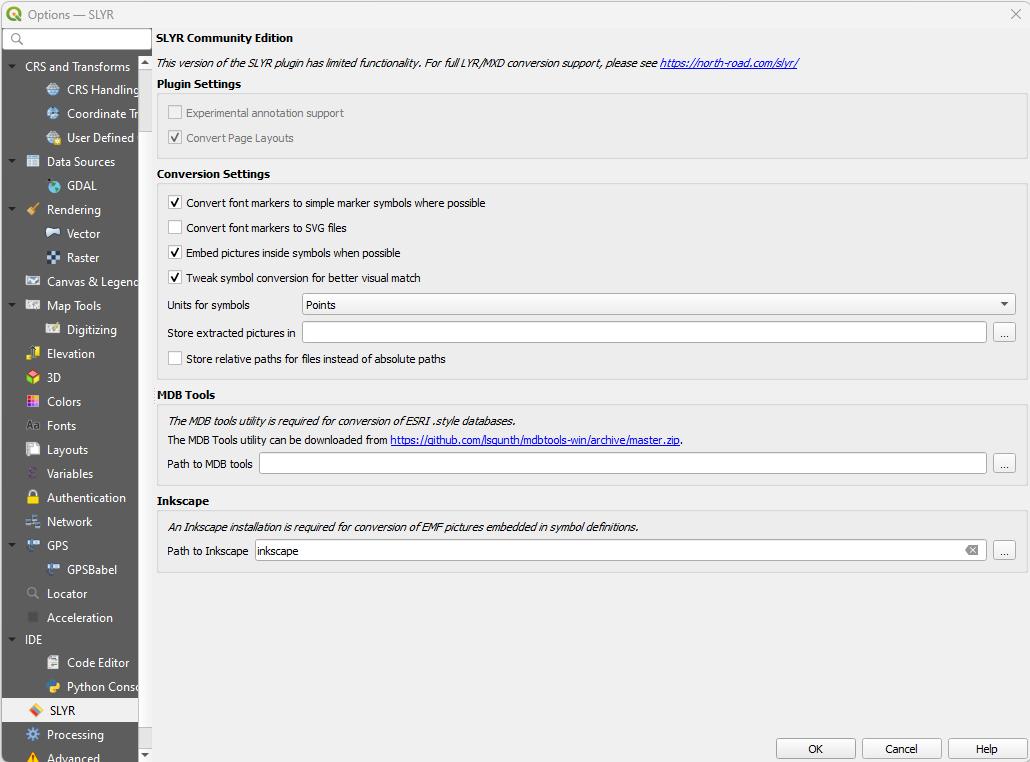 Options — SLYR
SLYR Community Edition
This version of the SLYR plugin has limited functionality. For full LYR/MXD conversion support, please see https://north-road.com/slyr/
Plugin Settings
Experimental annotation support
Convert Page Layouts
Conversion Settings
Convert font markers to simple marker symbols where possible
Convert font markers to SVG files
Embed pictures inside symbols when possible
Tweak symbol conversion for better visual match
Units for symbols Points
Store extracted pictures in ...
Store relative paths for files instead of absolute paths
MDB Tools
The MDB tools utility is required for conversion of ESRI .style databases.
The MDB Tools utility can be downloaded from https://github.com/lsgunth/mdbtools-win/archive/master.zip.
Path to MDB tools ...
Inkscape
An Inkscape installation is required for conversion of EMF pictures embedded in symbol definitions.
Path to Inkscape inkscape ...
CRS and Transforms
CRS Handling
Coordinate Tr
User Defined
Data Sources
GDAL
Rendering
Vector
Raster
Canvas & Legend
Map Tools
Digitizing
Elevation
3D
Colors
Aa Fonts
Layouts
Variables
Authentication
Network
GPS
GPSBabel
Locator
Acceleration
IDE
Code Editor
Python Conso
SLYR
Processing
Advanced
OK Cancel Help